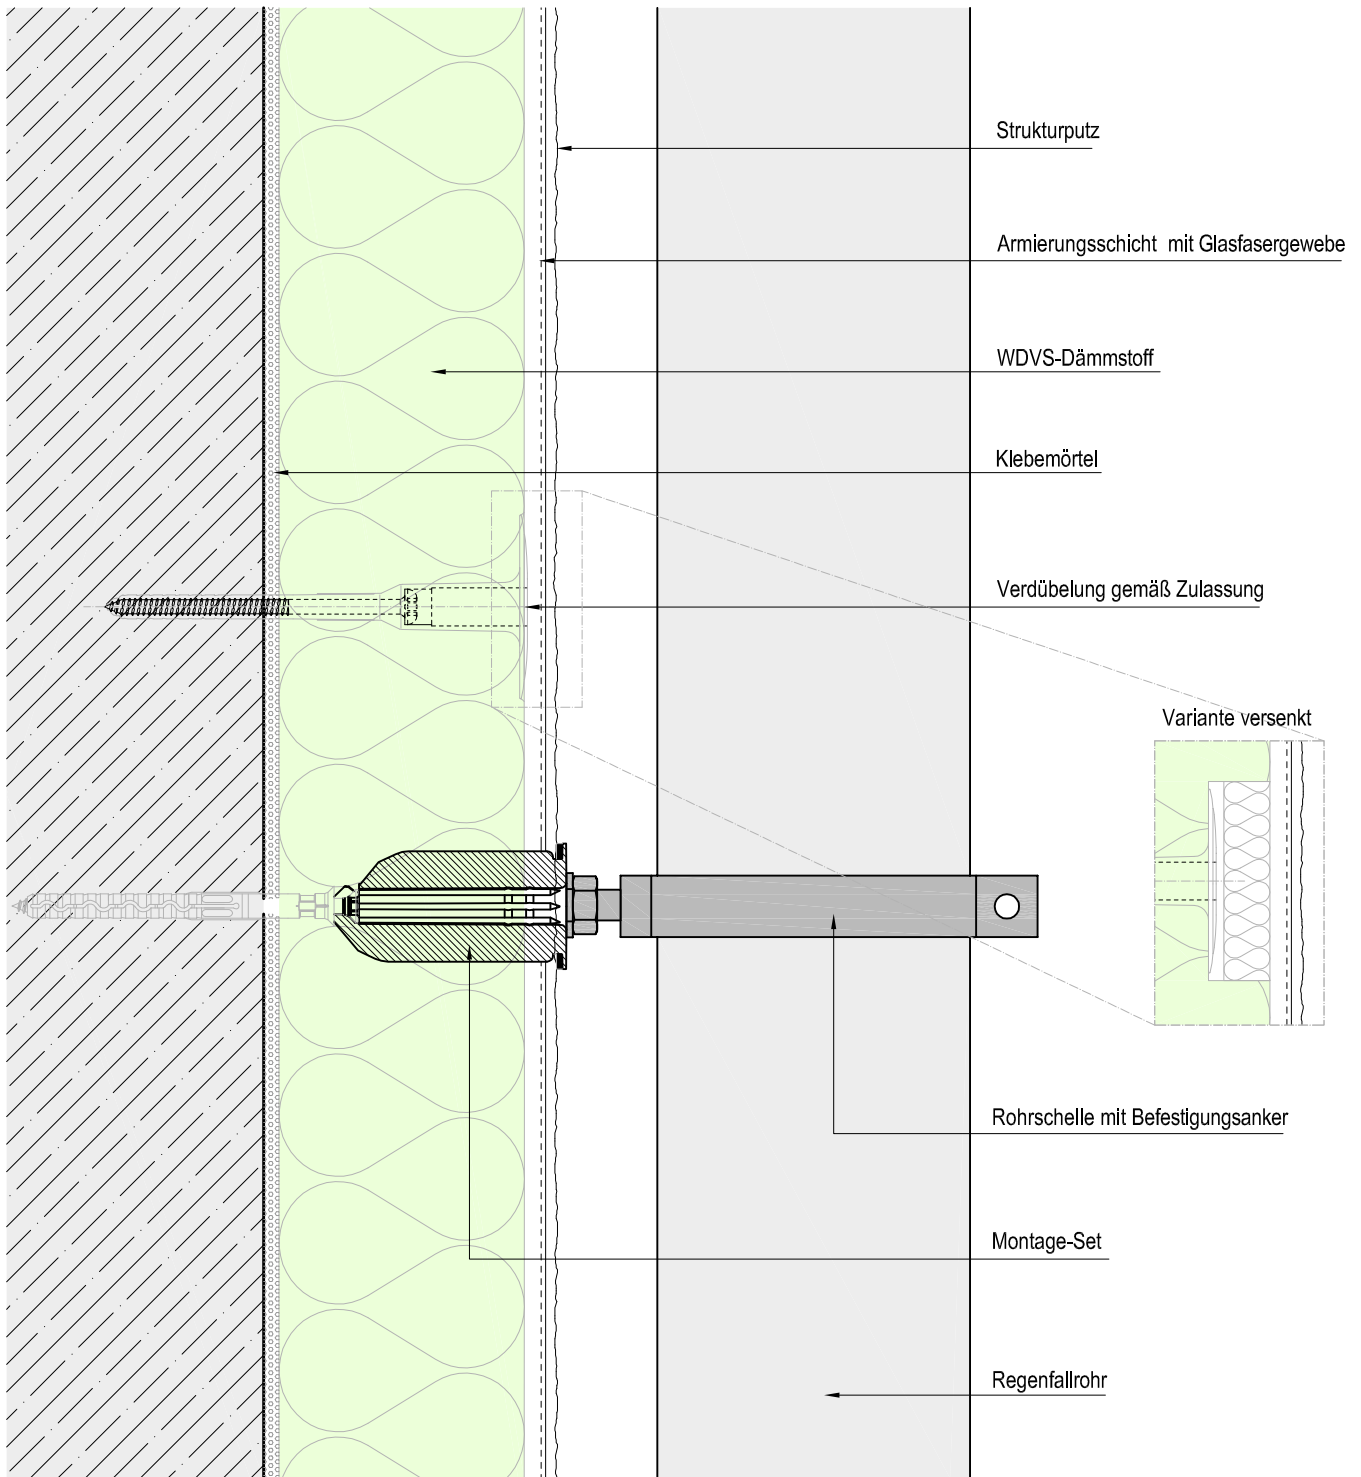 Strukturputz
Armierungsschicht  mit Glasfasergewebe
WDVS-Dämmstoff
Klebemörtel
Verdübelung gemäß Zulassung
Variante versenkt
Rohrschelle mit Befestigungsanker
Montage-Set
Regenfallrohr